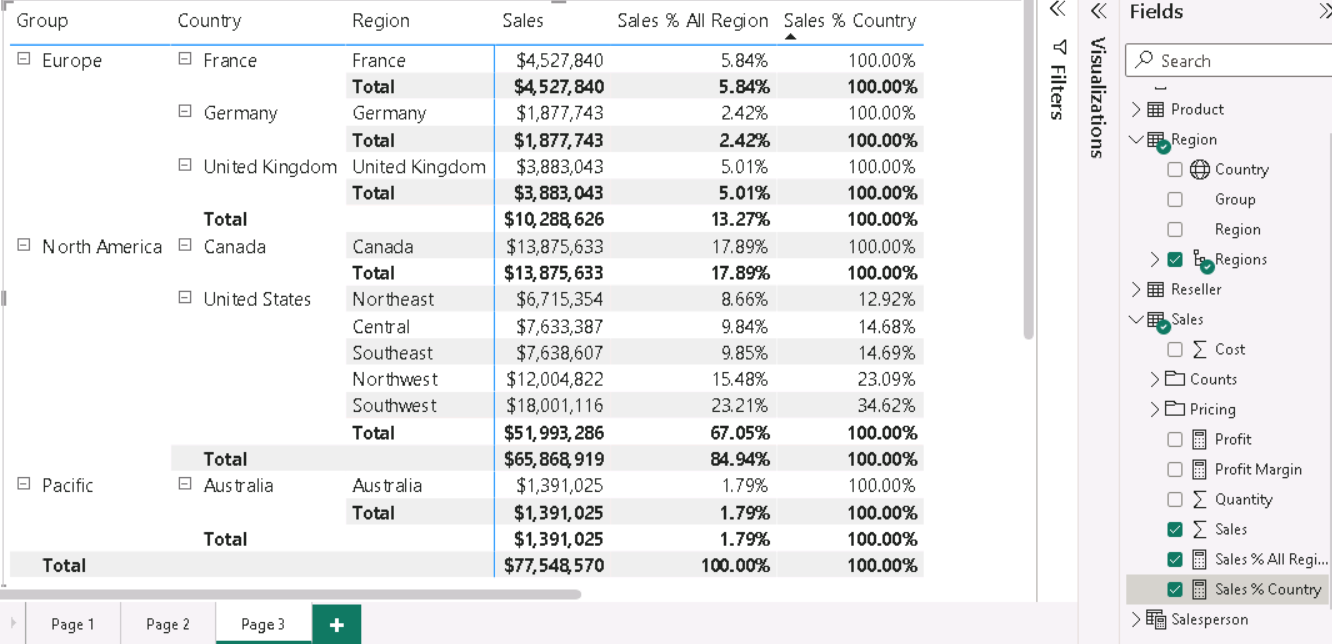 Group Country Region Sales Sales % All Region Sales % Country
Europe France France $4,527,840 5.84% 100.00%
Total $4,527,840 5.84% 100.00%
Germany Germany $1,877,743 2.42% 100.00%
Total $1,877,743 2.42% 100.00%
United Kingdom United Kingdom $3,883,043 5.01% 100.00%
Total $3,883,043 5.01% 100.00%
Total $10,288,626 13.27% 100.00%
North America Canada Canada $13,875,633 17.89% 100.00%
Total $13,875,633 17.89% 100.00%
United States Northeast $6,715,354 8.66% 12.92%
Central $7,633,387 9.84% 14.68%
Southeast $7,638,607 9.85% 14.69%
Northwest $12,004,822 15.48% 23.09%
Southwest $18,001,116 23.21% 34.62%
Total $51,993,286 67.05% 100.00%
Total $65,868,919 84.94% 100.00%
Pacific Australia Australia $1,391,025 1.79% 100.00%
Total $1,391,025 1.79% 100.00%
Total $1,391,025 1.79% 100.00%
Total $77,548,570 100.00% 100.00%
Page 1 Page 2 Page 3 +
Filters
Visualizations
Fields
Search
Product
Region
Country
Group
Region
Regions
Reseller
Sales
Σ Cost
Counts
Pricing
Profit
Profit Margin
Σ Quantity
Σ Sales
Sales % All Regi...
Sales % Country
Salesperson